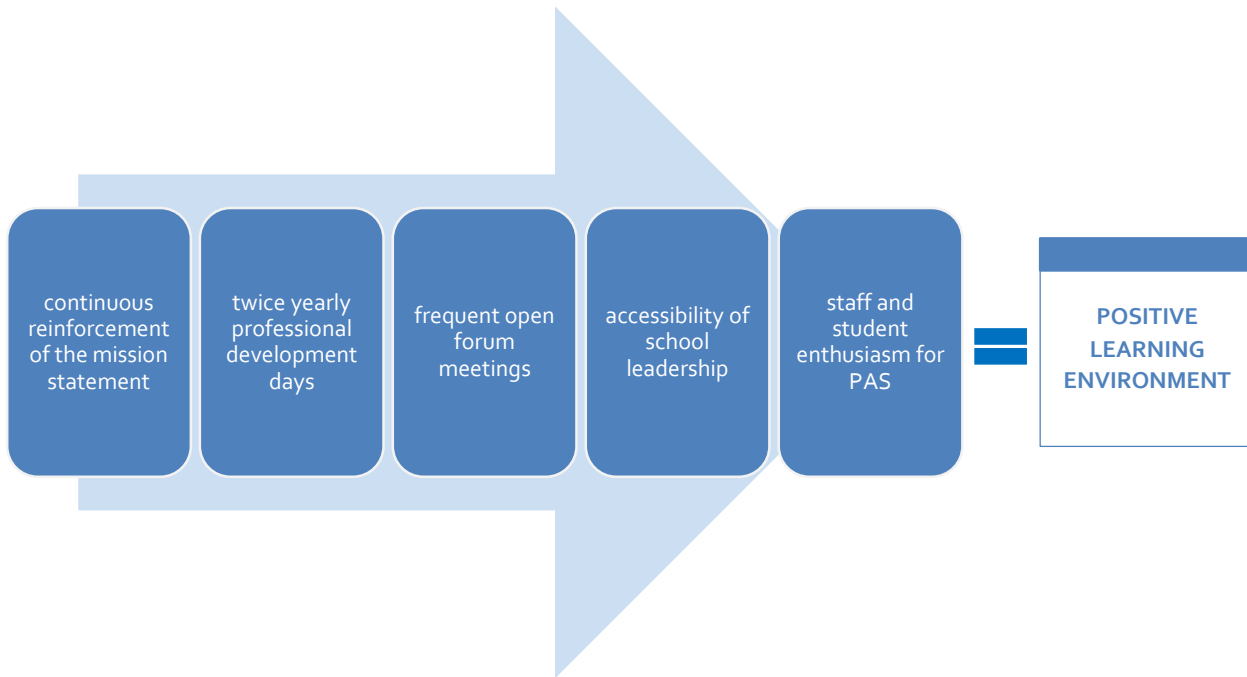 continuous
reinforcement
of the mission
statement
twice yearly
professional
development
days
frequent open
forum
meetings
accessibility of
school
leadership
staff and
student
enthusiasm for
PAS
POSITIVE
LEARNING
ENVIRONMENT